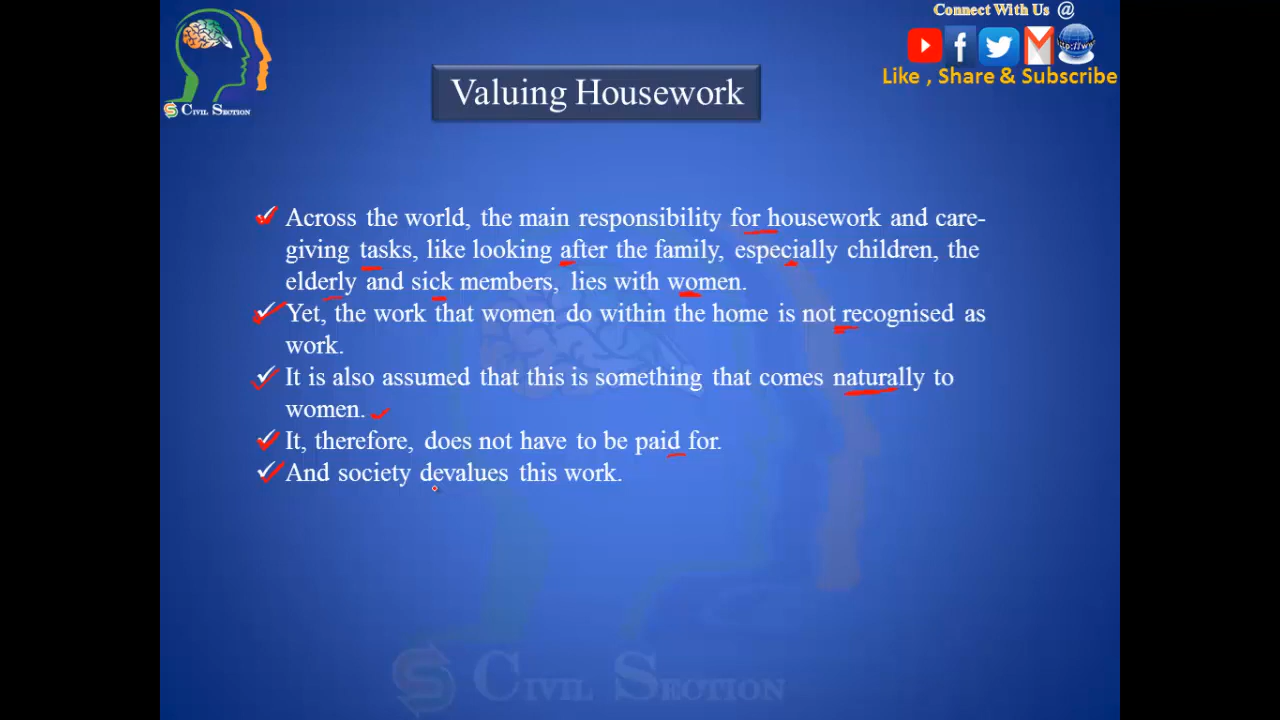 Connect With Us @
http://ww
Like , Share & Subscribe
S CIVIL SECTION
Valuing Housework
Across the world, the main responsibility for housework and care-
giving tasks, like looking after the family, especially children, the
elderly and sick members, lies with women.
Yet, the work that women do within the home is not recognised as
work.
It is also assumed that this is something that comes naturally to
women.
It, therefore, does not have to be paid for.
And society devalues this work.
S CIVIL SECTION